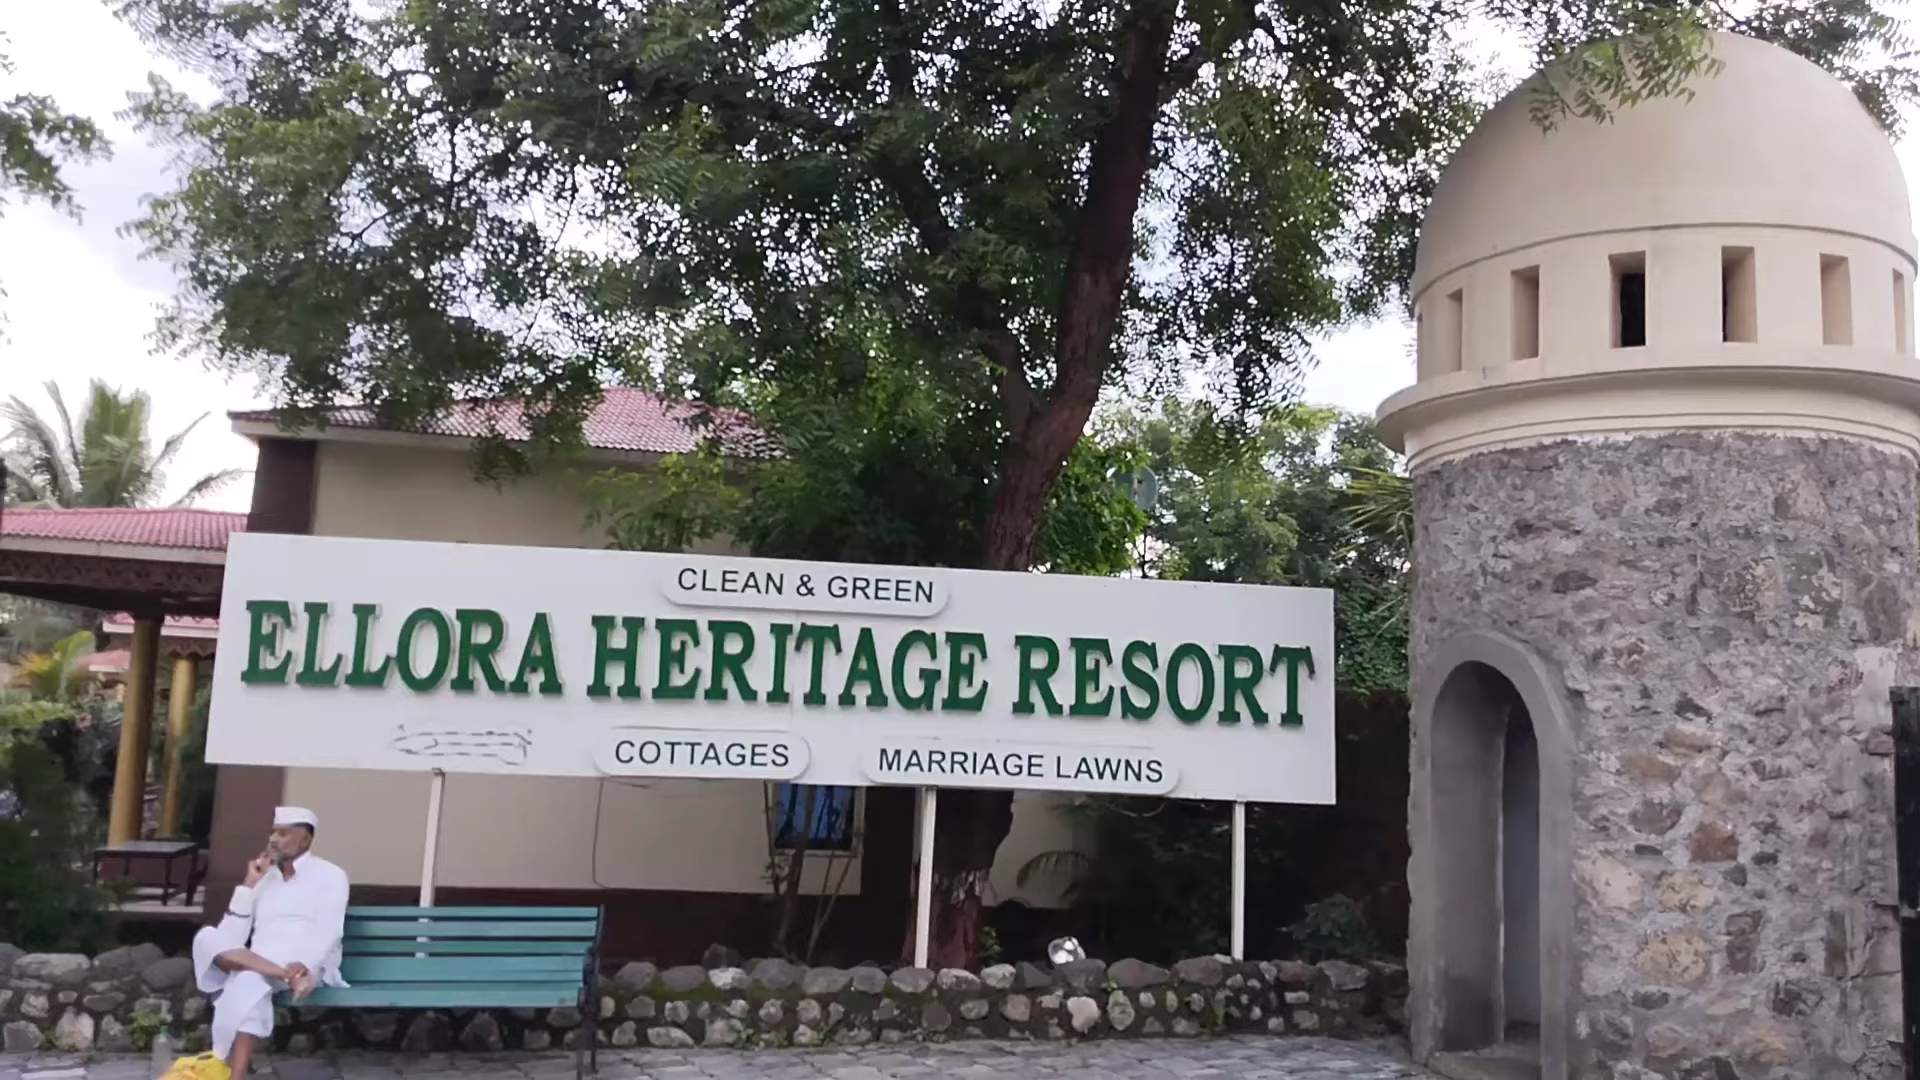 CLEAN & GREEN
ELLORA HERITAGE RESORT
COTTAGES
MARRIAGE LAWNS